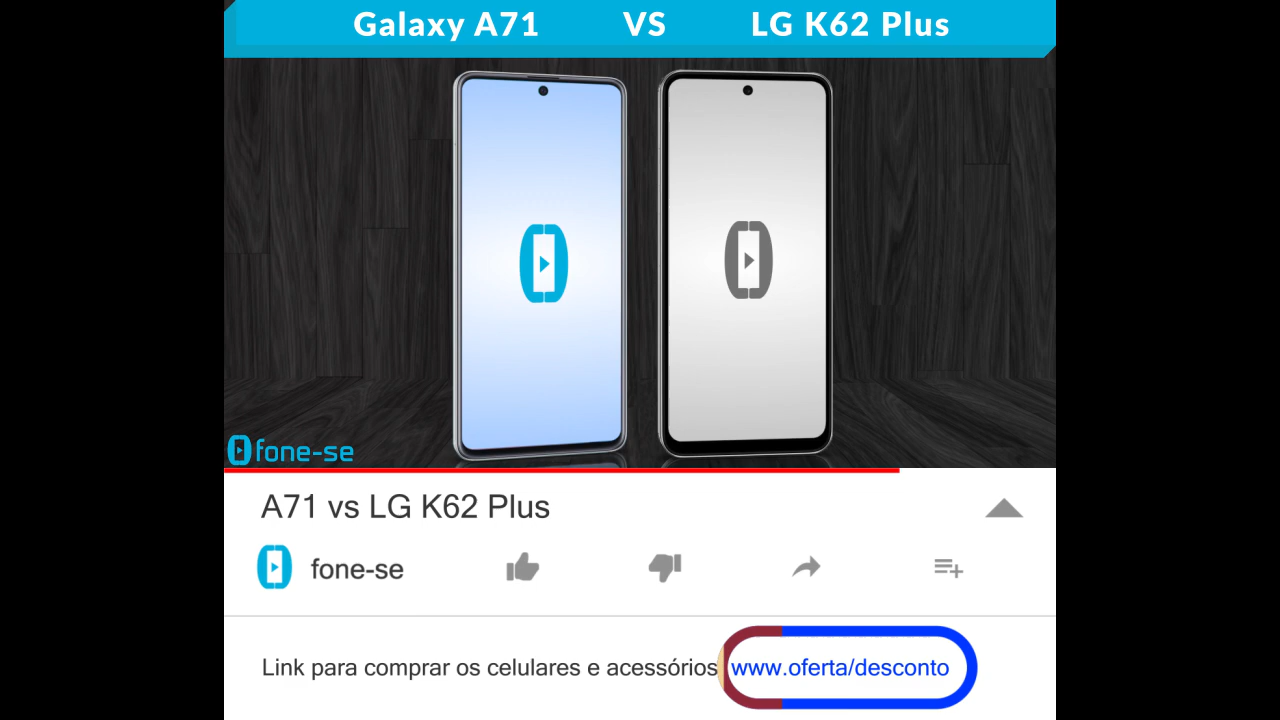 Galaxy A71 VS LG K62 Plus
fone-se
A71 vs LG K62 Plus
fone-se
Link para comprar os celulares e acessórios www.oferta/desconto